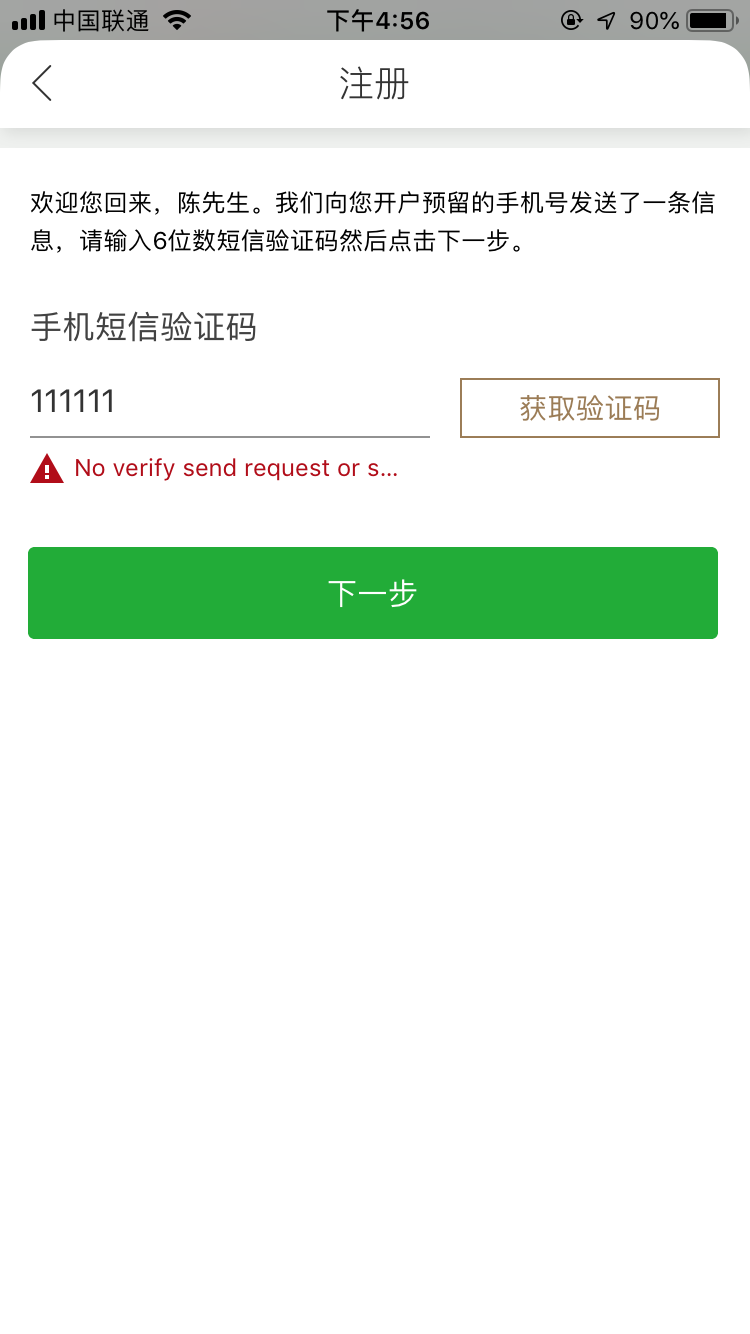 中国联通
下午4:56
90%
注册
欢迎您回来，陈先生。我们向您开户预留的手机号发送了一条信
息，请输入6位数短信验证码然后点击下一步。
手机短信验证码
111111
获取验证码
No verify send request or s...
下一步